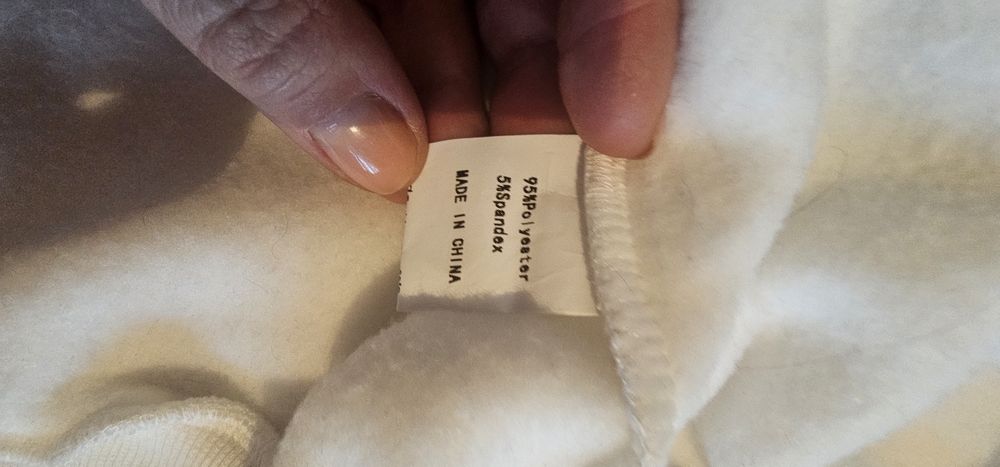 95%Polyester
5%Spandex
MADE IN CHINA